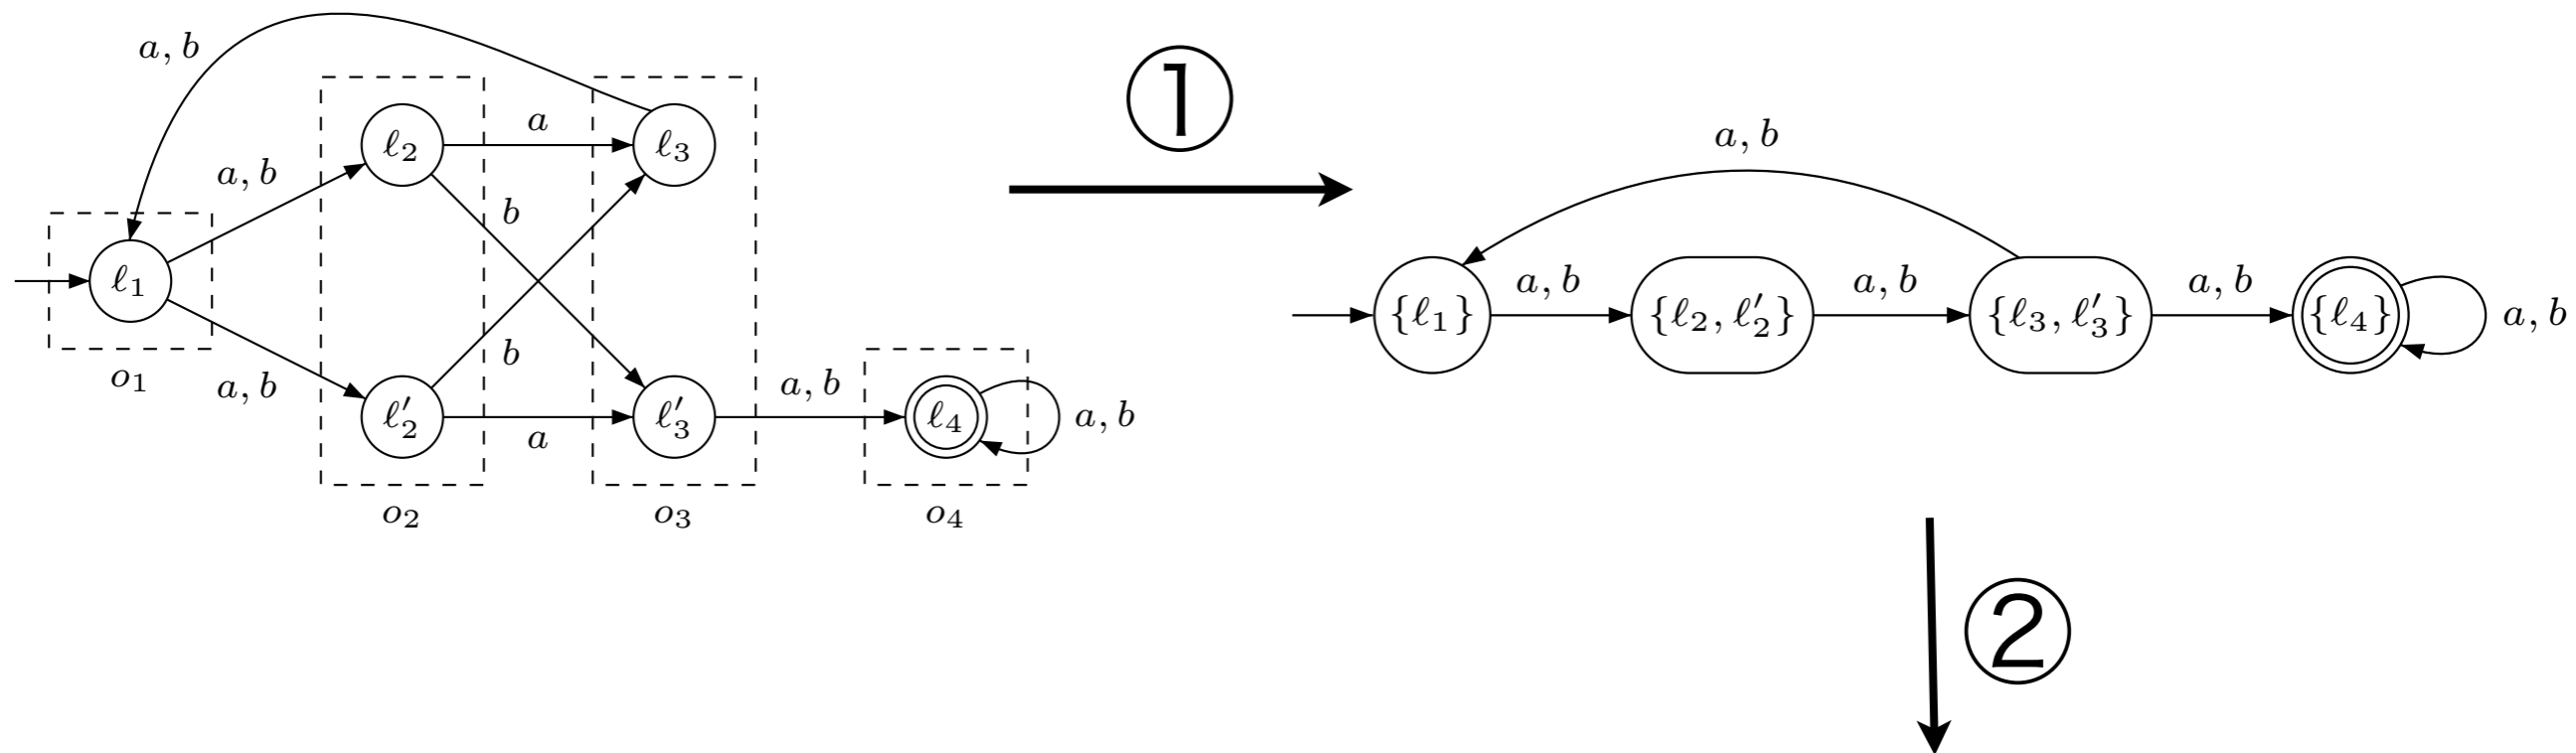 a, b
①
ℓ2
a
ℓ3
a, b
a, b
b
ℓ1
a, b
a, b
a, b
{ℓ1}
{ℓ2, ℓ′2}
{ℓ3, ℓ′3}
a, b
{ℓ4}
a, b
o1
a, b
b
ℓ′2
a
ℓ′3
a, b
ℓ4
a, b
o2
o3
o4
②